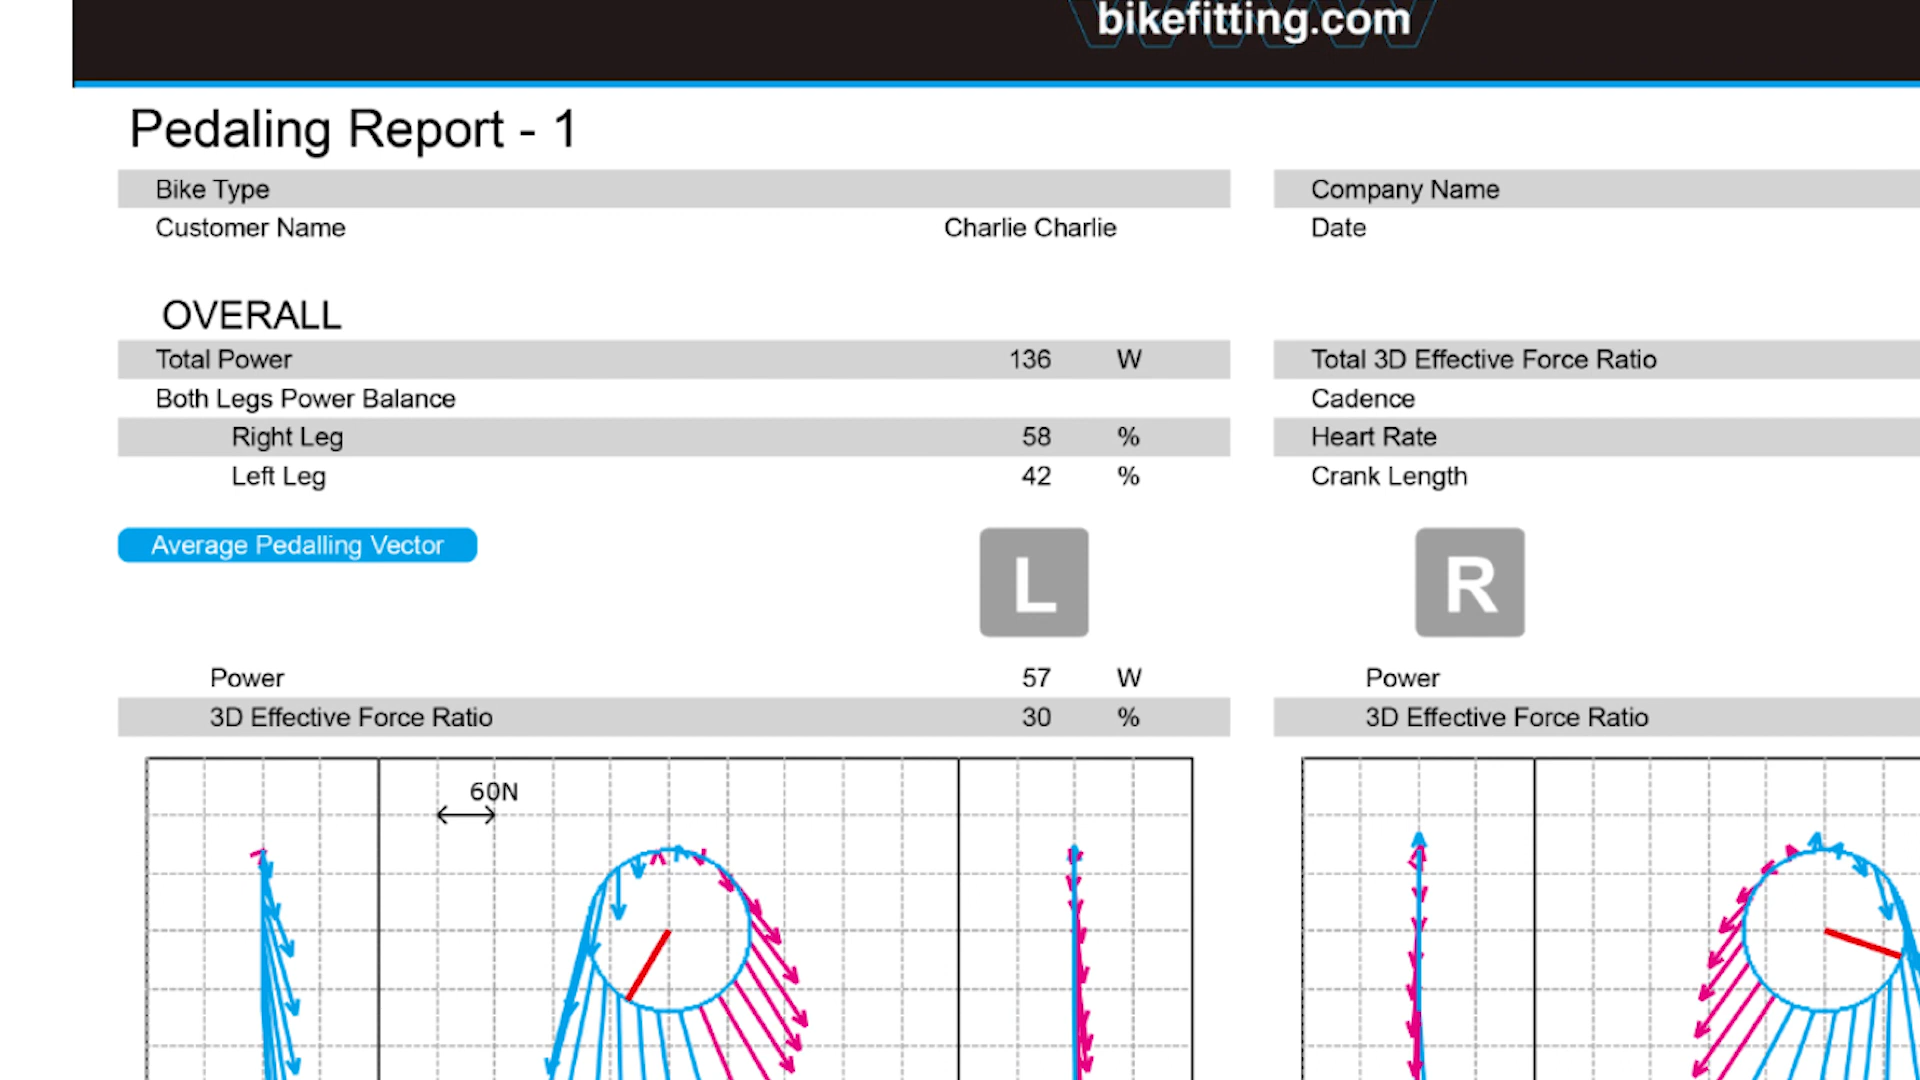 bikefitting.com
Pedaling Report - 1
Bike Type
Company Name
Customer Name Charlie Charlie
Date
OVERALL
Total Power 136 W
Total 3D Effective Force Ratio
Both Legs Power Balance
Cadence
Right Leg 58 %
Heart Rate
Left Leg 42 %
Crank Length
Average Pedalling Vector
L
R
Power 57 W
Power
3D Effective Force Ratio 30 %
3D Effective Force Ratio
60N